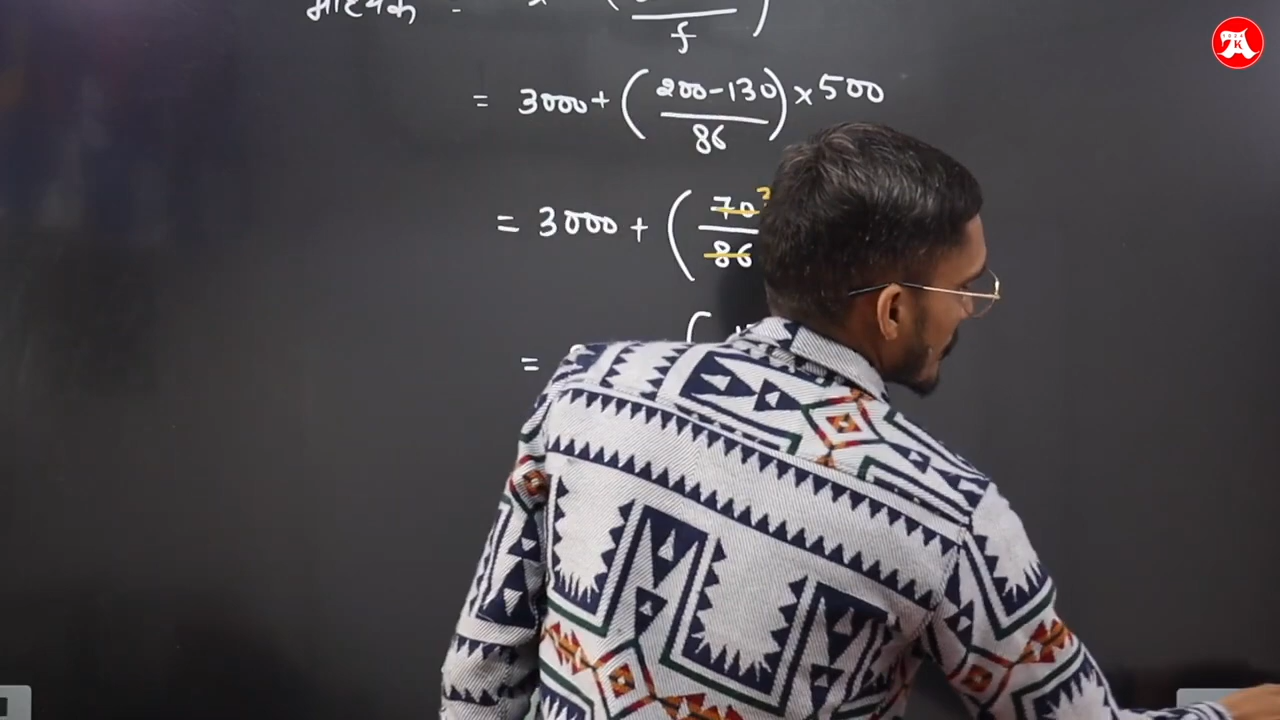 माध्यक =
f
= 3000 + ( 200-130 ) × 500
86
= 3000 + ( 70
86
= (